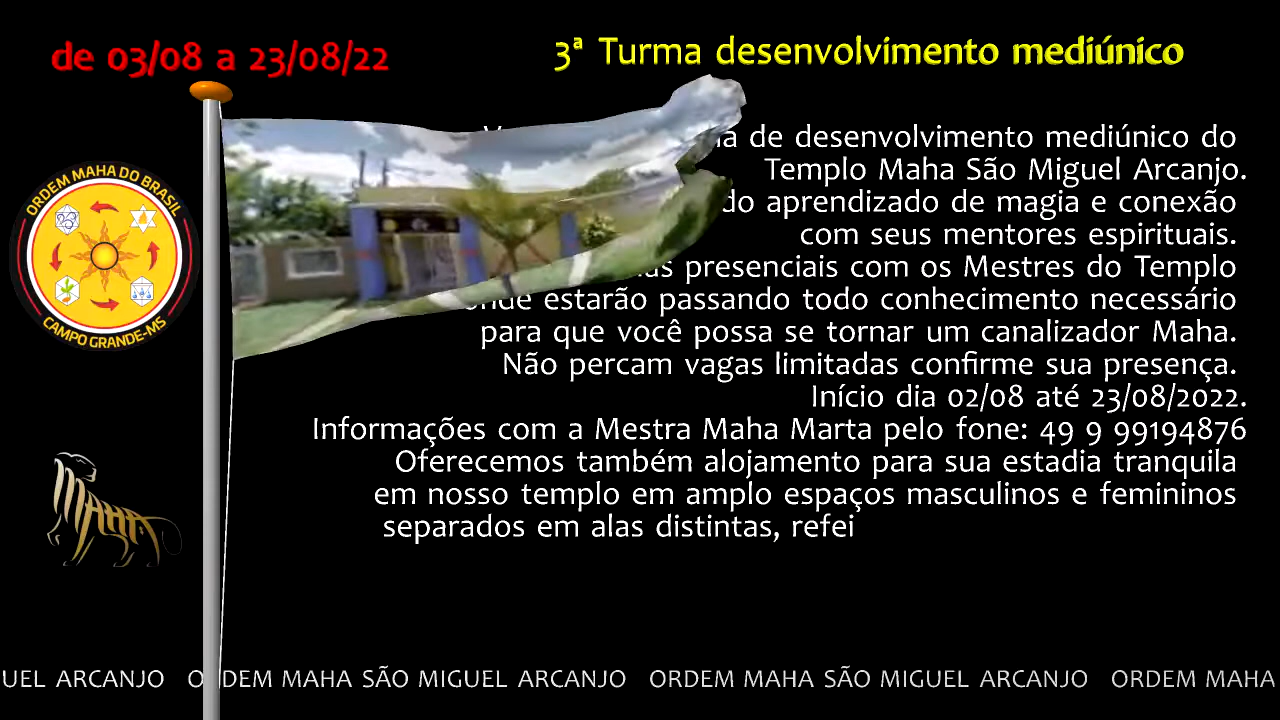 de 03/08 a 23/08/22
3ª Turma desenvolvimento mediúnico
de desenvolvimento mediúnico do
Templo Maha São Miguel Arcanjo.
do aprendizado de magia e conexão
com seus mentores espirituais.
presenciais com os Mestres do Templo
onde estarão passando todo conhecimento necessário
para que você possa se tornar um canalizador Maha.
Não percam vagas limitadas confirme sua presença.
Início dia 02/08 até 23/08/2022.
Informações com a Mestra Maha Marta pelo fone: 49 9 99194876
Oferecemos também alojamento para sua estadia tranquila
em nosso templo em amplo espaços masculinos e femininos
separados em alas distintas, refei
ORDEM MAHA DO BRASIL
CAMPO GRANDE-MS
MAHA
UEL ARCANJO ORDEM MAHA SÃO MIGUEL ARCANJO ORDEM MAHA SÃO MIGUEL ARCANJO ORDEM MAHA